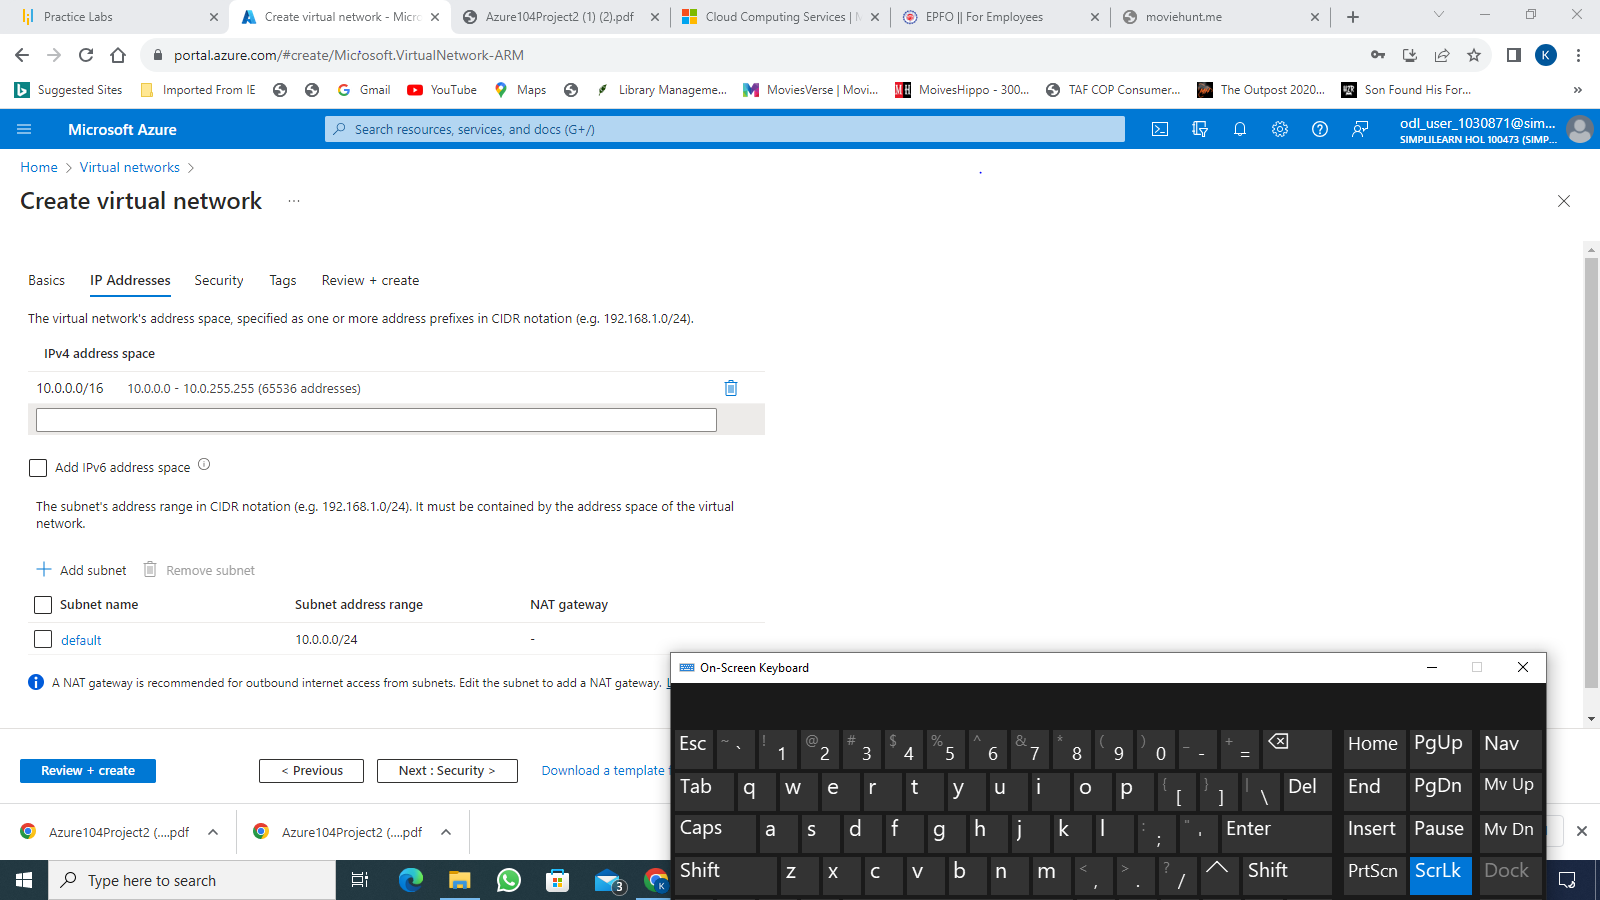 Practice Labs
Create virtual network - Micro
Azure104Project2 (1) (2).pdf
Cloud Computing Services | M
EPFO || For Employees
moviehunt.me
portal.azure.com/#create/Microsoft.VirtualNetwork-ARM
K
Suggested Sites
Imported From IE
Gmail
YouTube
Maps
Library Manageme...
MoviesVerse | Movi...
MoivesHippo - 300...
TAF COP Consumer...
The Outpost 2020...
Son Found His For...
»
Microsoft Azure
Search resources, services, and docs (G+/)
odl_user_1030871@sim...
SIMPLILEARN HOL 100473 (SIMP...
Home > Virtual networks >
Create virtual network ...
Basics
IP Addresses
Security
Tags
Review + create
The virtual network's address space, specified as one or more address prefixes in CIDR notation (e.g. 192.168.1.0/24).
IPv4 address space
10.0.0.0/16 10.0.0.0 - 10.0.255.255 (65536 addresses)
Add IPv6 address space
The subnet's address range in CIDR notation (e.g. 192.168.1.0/24). It must be contained by the address space of the virtual
network.
+ Add subnet
Remove subnet
Subnet name Subnet address range NAT gateway
default 10.0.0.0/24 -
A NAT gateway is recommended for outbound internet access from subnets. Edit the subnet to add a NAT gateway.
Review + create
< Previous
Next : Security >
Download a template
Azure104Project2 (....pdf
Azure104Project2 (....pdf
Type here to search
3
K
On-Screen Keyboard
Esc ~ ` ! 1 @ 2 # 3 $ 4 % 5 ^ 6 & 7 * 8 ( 9 ) 0 _ - + = Home PgUp Nav
Tab q w e r t y u i o p { [ } ] | \ Del End PgDn Mv Up
Caps a s d f g h j k l : ; " ' Enter Insert Pause Mv Dn
Shift z x c v b n m < , > . ? / ^ Shift PrtScn ScrLk Dock